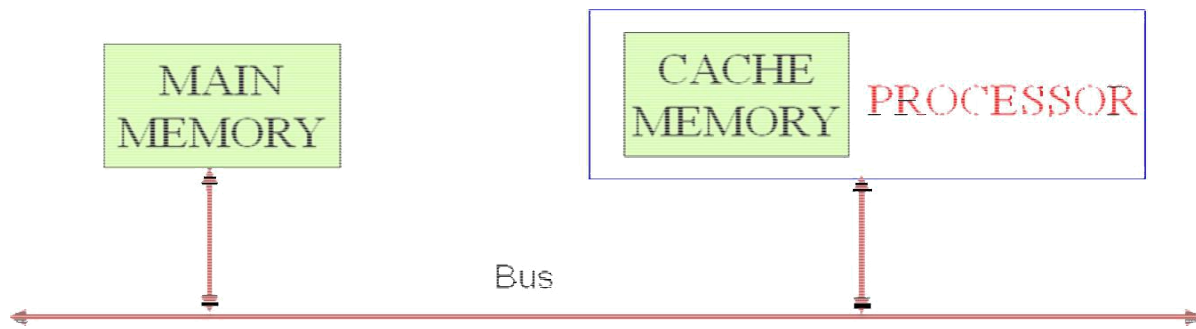 MAIN
MEMORY
CACHE
MEMORY
PROCESSOR
Bus